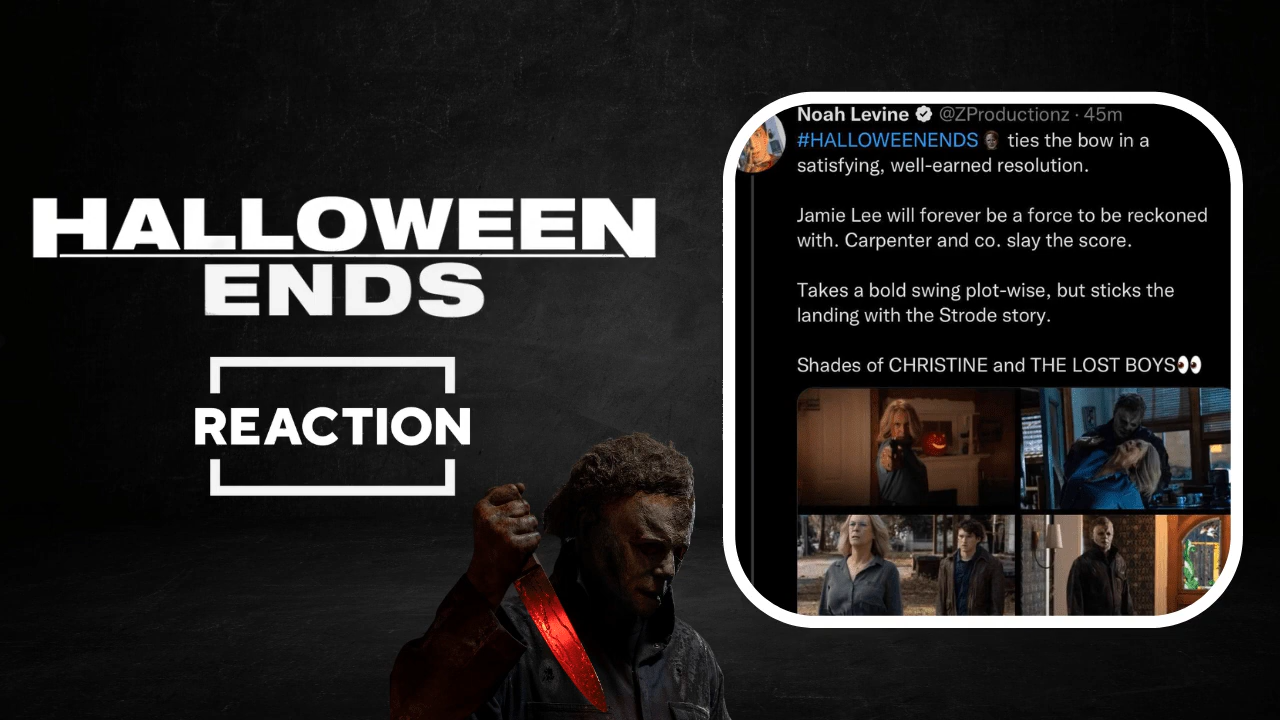 HALLOWEEN
ENDS
REACTION
Noah Levine @ZProductionz · 45m
#HALLOWEENENDS ties the bow in a
satisfying, well-earned resolution.
Jamie Lee will forever be a force to be reckoned
with. Carpenter and co. slay the score.
Takes a bold swing plot-wise, but sticks the
landing with the Strode story.
Shades of CHRISTINE and THE LOST BOYS👀